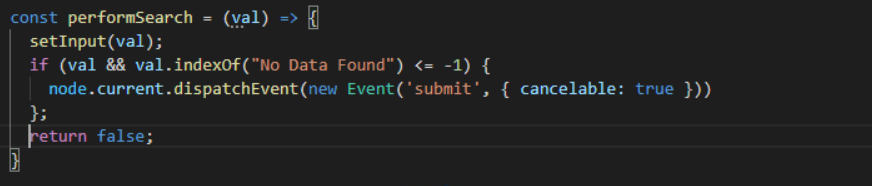 const performSearch = (val) => {
setInput(val);
if (val && val.indexOf("No Data Found") <= -1) {
node.current.dispatchEvent(new Event('submit', { cancelable: true }))
};
return false;
}